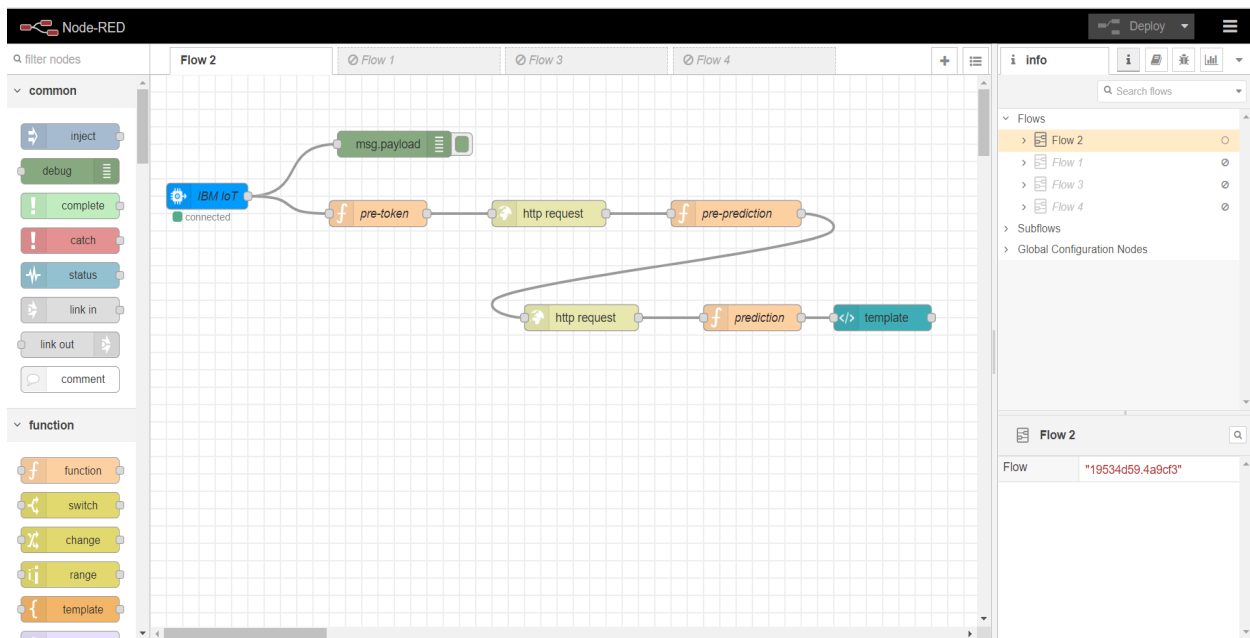 Node-RED
Deploy
filter nodes
Flow 2
Flow 1
Flow 3
Flow 4
i info
i
Search flows
common
inject
debug
complete
catch
status
link in
link out
comment
function
f function
switch
change
range
{ template
msg.payload
IBM IoT
connected
f pre-token
http request
f pre-prediction
http request
f prediction
</> template
Flows
Flow 2
Flow 1
Flow 3
Flow 4
Subflows
Global Configuration Nodes
Flow 2
Flow "19534d59.4a9cf3"